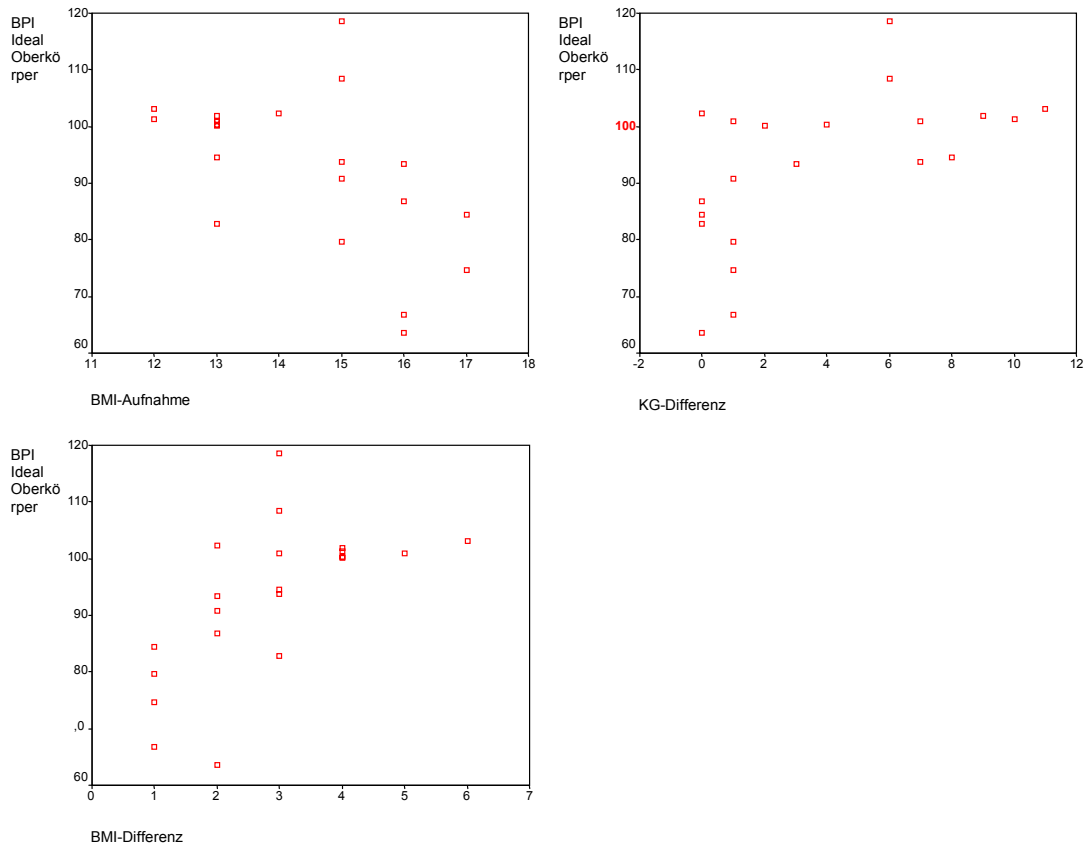 BPI
Ideal
Oberkö
rper
120
110
100
90
80
70
60
11 12 13 14 15 16 17 18
BMI-Aufnahme
BPI
Ideal
Oberkö
rper
120
110
100
90
80
70
60
-2 0 2 4 6 8 10 12
KG-Differenz
BPI
Ideal
Oberkö
rper
120
110
100
90
80
,0
60
0 1 2 3 4 5 6 7
BMI-Differenz